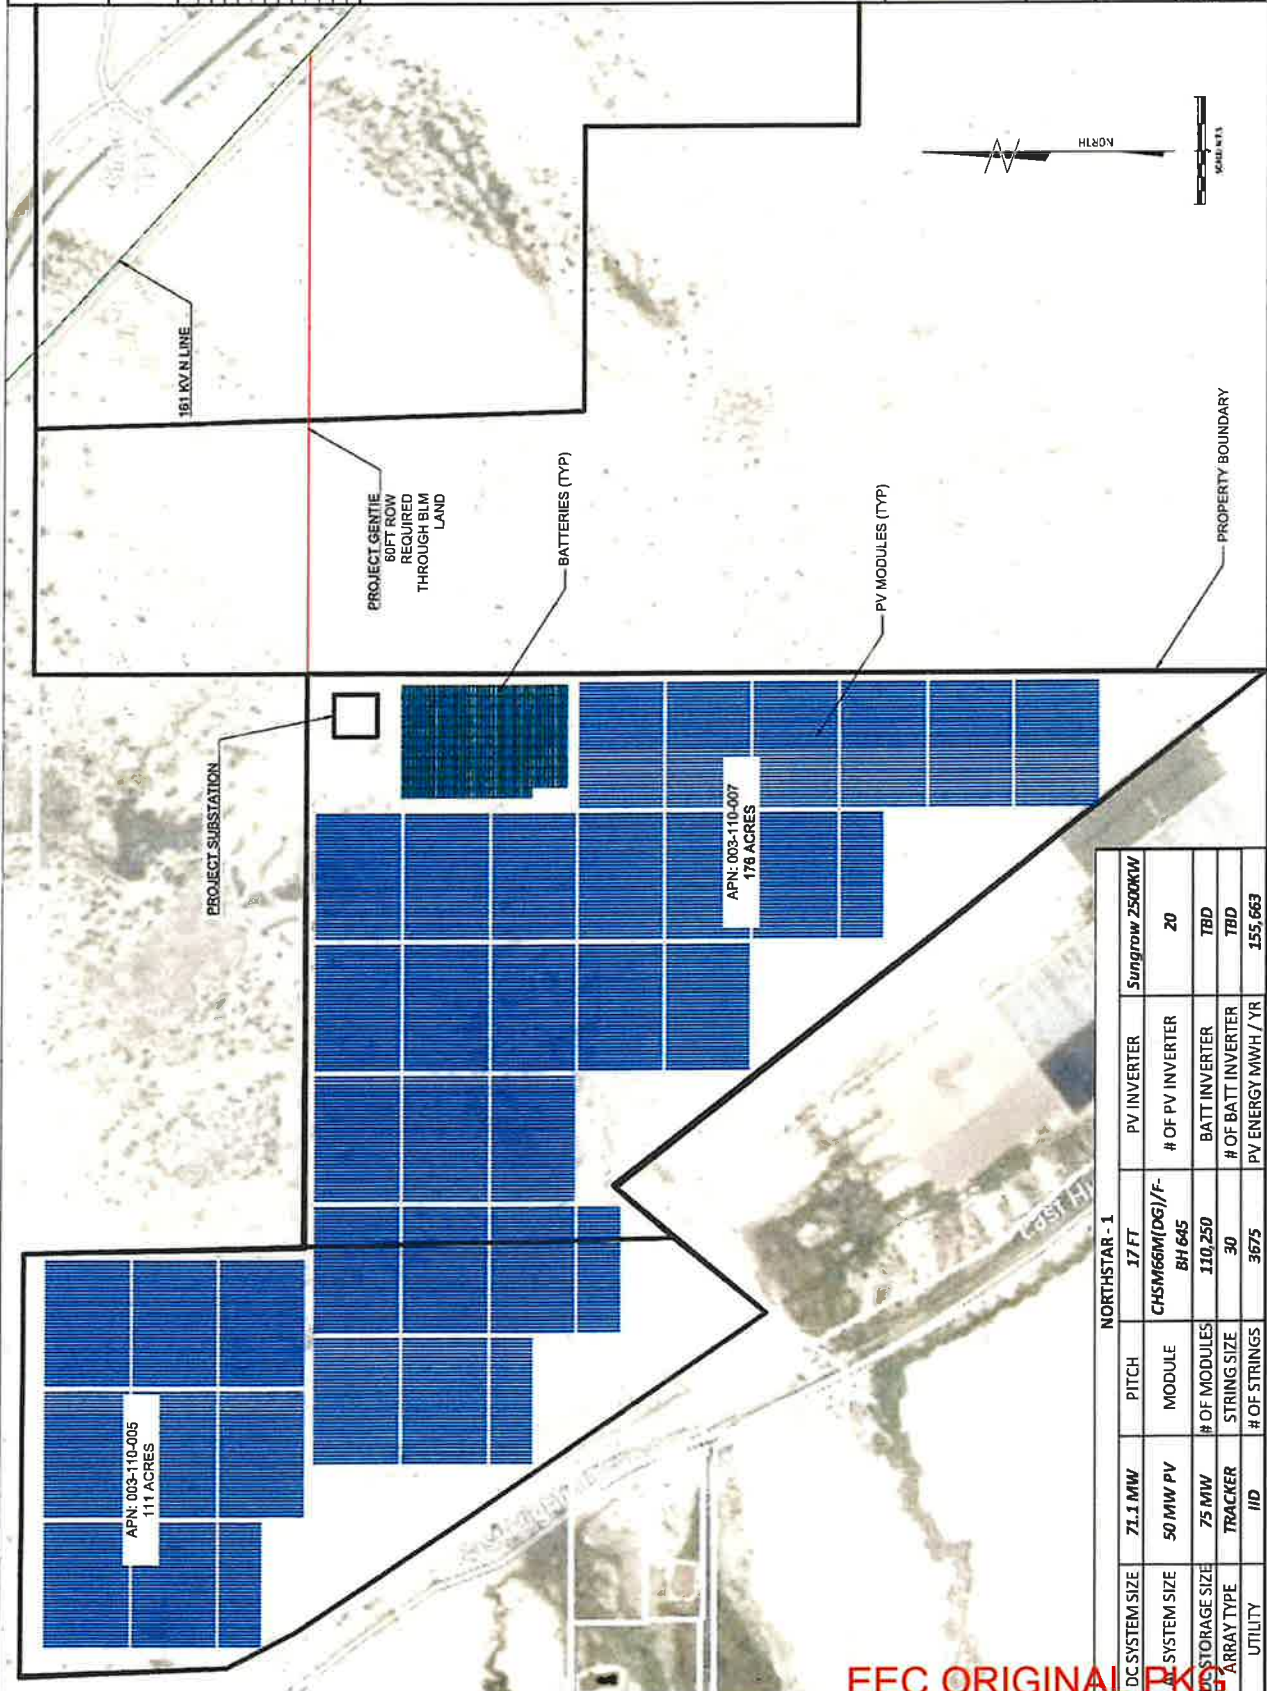 161 KV N LINE
PROJECT GENTIE
60FT ROW
REQUIRED
THROUGH BLM
LAND
BATTERIES (TYP)
PV MODULES (TYP)
PROPERTY BOUNDARY
NORTH
SCALE: N.T.S
PROJECT SUBSTATION
APN: 003-110-007
176 ACRES
APN: 003-110-005
111 ACRES
NORTHSTAR - 1
DC SYSTEM SIZE 71.1 MW PITCH 17 FT PV INVERTER Sungrow 2500KW
SYSTEM SIZE 50 MW PV MODULE CHSM66M(DG)/F-
BH 645 # OF PV INVERTER 20
STORAGE SIZE 75 MW # OF MODULES 110,250 BATT INVERTER TBD
ARRAY TYPE TRACKER STRING SIZE 30 # OF BATT INVERTER TBD
UTILITY IID # OF STRINGS 3675 PV ENERGY MWH / YR 155,663
EEC ORIGINAL PKG